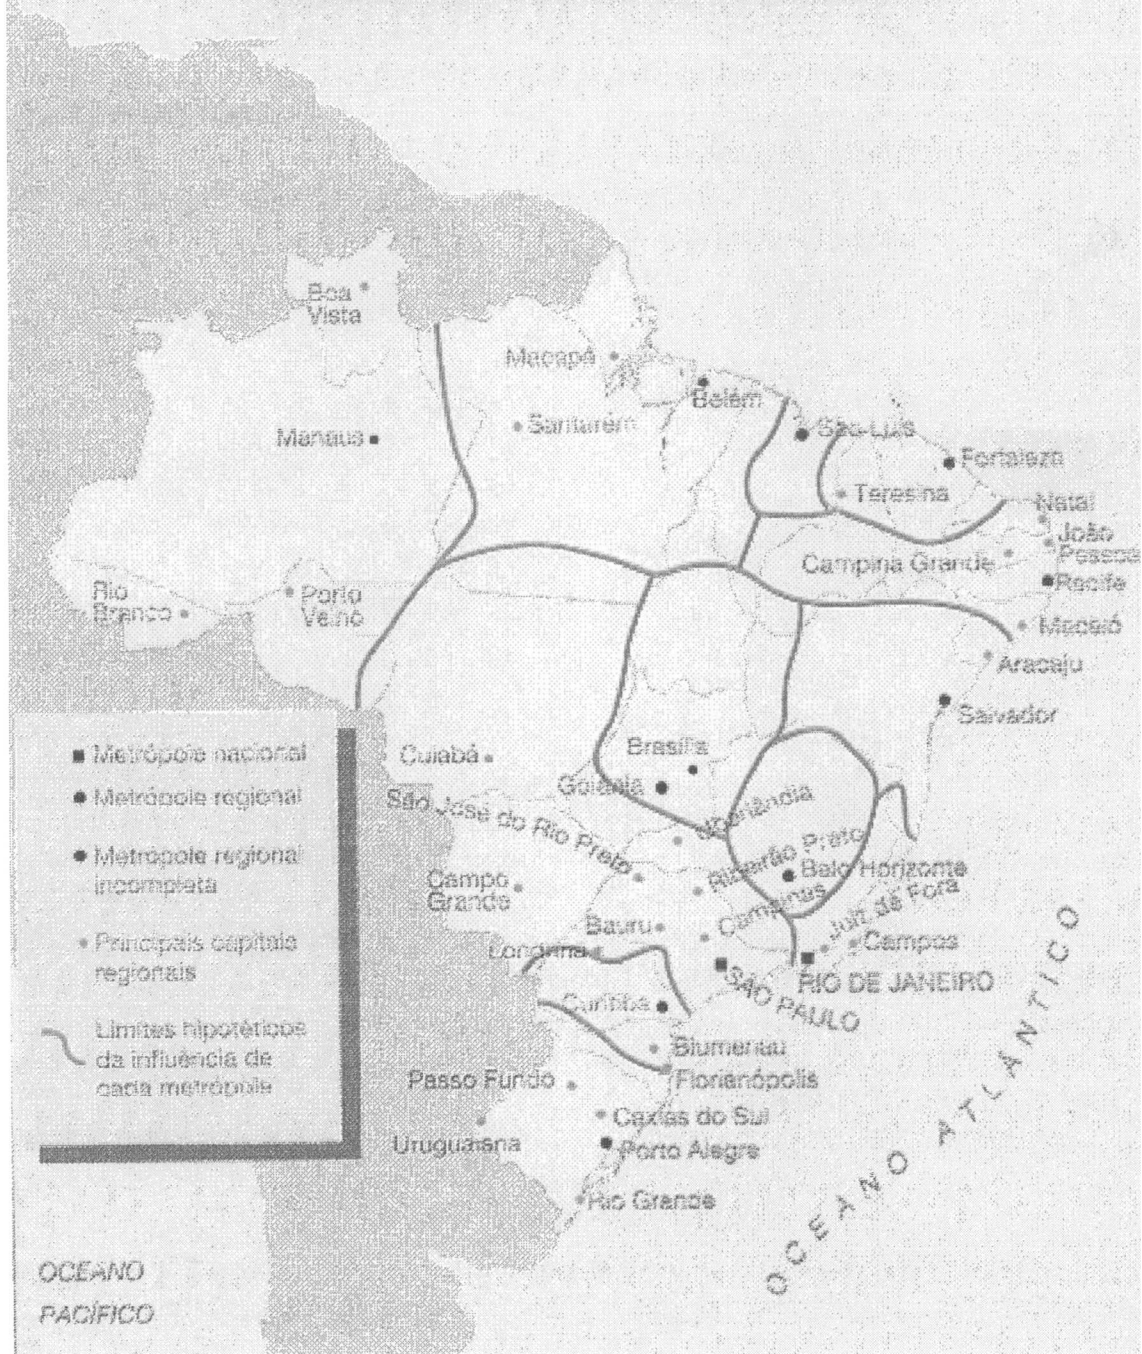 Boa
Vista
Macapá
Belém
Manaus
Santarém
São Luís
Fortaleza
Teresina
Natal
João
Pessoa
Campina Grande
Recife
Rio
Branco
Porto
Velho
Maceió
Aracaju
Salvador
Metrópole nacional
Metrópole regional
Metrópole regional
incompleta
Principais capitais
regionais
Limites hipotéticos
da influência de
cada metrópole
Cuiabá
Brasília
Goiânia
São José do Rio Preto
Uberlândia
Ribeirão Preto
Belo Horizonte
Campo
Grande
Bauru
Campinas
Juiz de Fora
Campos
Londrina
RIO DE JANEIRO
SÃO PAULO
Curitiba
Blumenau
Florianópolis
Passo Fundo
Caxias do Sul
Uruguaiana
Porto Alegre
Rio Grande
OCEANO ATLÂNTICO
OCEANO
PACÍFICO